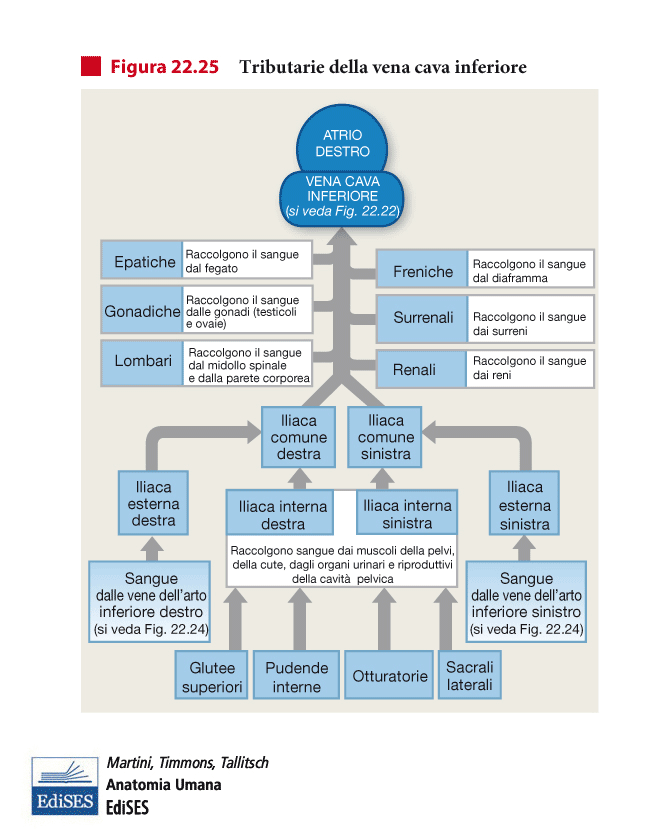 Figura 22.25 Tributarie della vena cava inferiore
ATRIO
DESTRO
VENA CAVA
INFERIORE
(si veda Fig. 22.22)
Epatiche
Raccolgono il sangue
dal fegato
Freniche
Raccolgono il sangue
dal diaframma
Gonadiche
Raccolgono il sangue
dalle gonadi (testicoli
e ovaie)
Surrenali
Raccolgono il sangue
dai surreni
Lombari
Raccolgono il sangue
dal midollo spinale
e dalla parete corporea
Renali
Raccolgono il sangue
dai reni
Iliaca
comune
destra
Iliaca
comune
sinistra
Iliaca
esterna
destra
Iliaca interna
destra
Iliaca interna
sinistra
Iliaca
esterna
sinistra
Raccolgono sangue dai muscoli della pelvi,
della cute, dagli organi urinari e riproduttivi
della cavità pelvica
Sangue
dalle vene dell'arto
inferiore destro
(si veda Fig. 22.24)
Sangue
dalle vene dell'arto
inferiore sinistro
(si veda Fig. 22.24)
Glutee
superiori
Pudende
interne
Otturatorie
Sacrali
laterali
EdiSES
Martini, Timmons, Tallitsch
Anatomia Umana
EdiSES